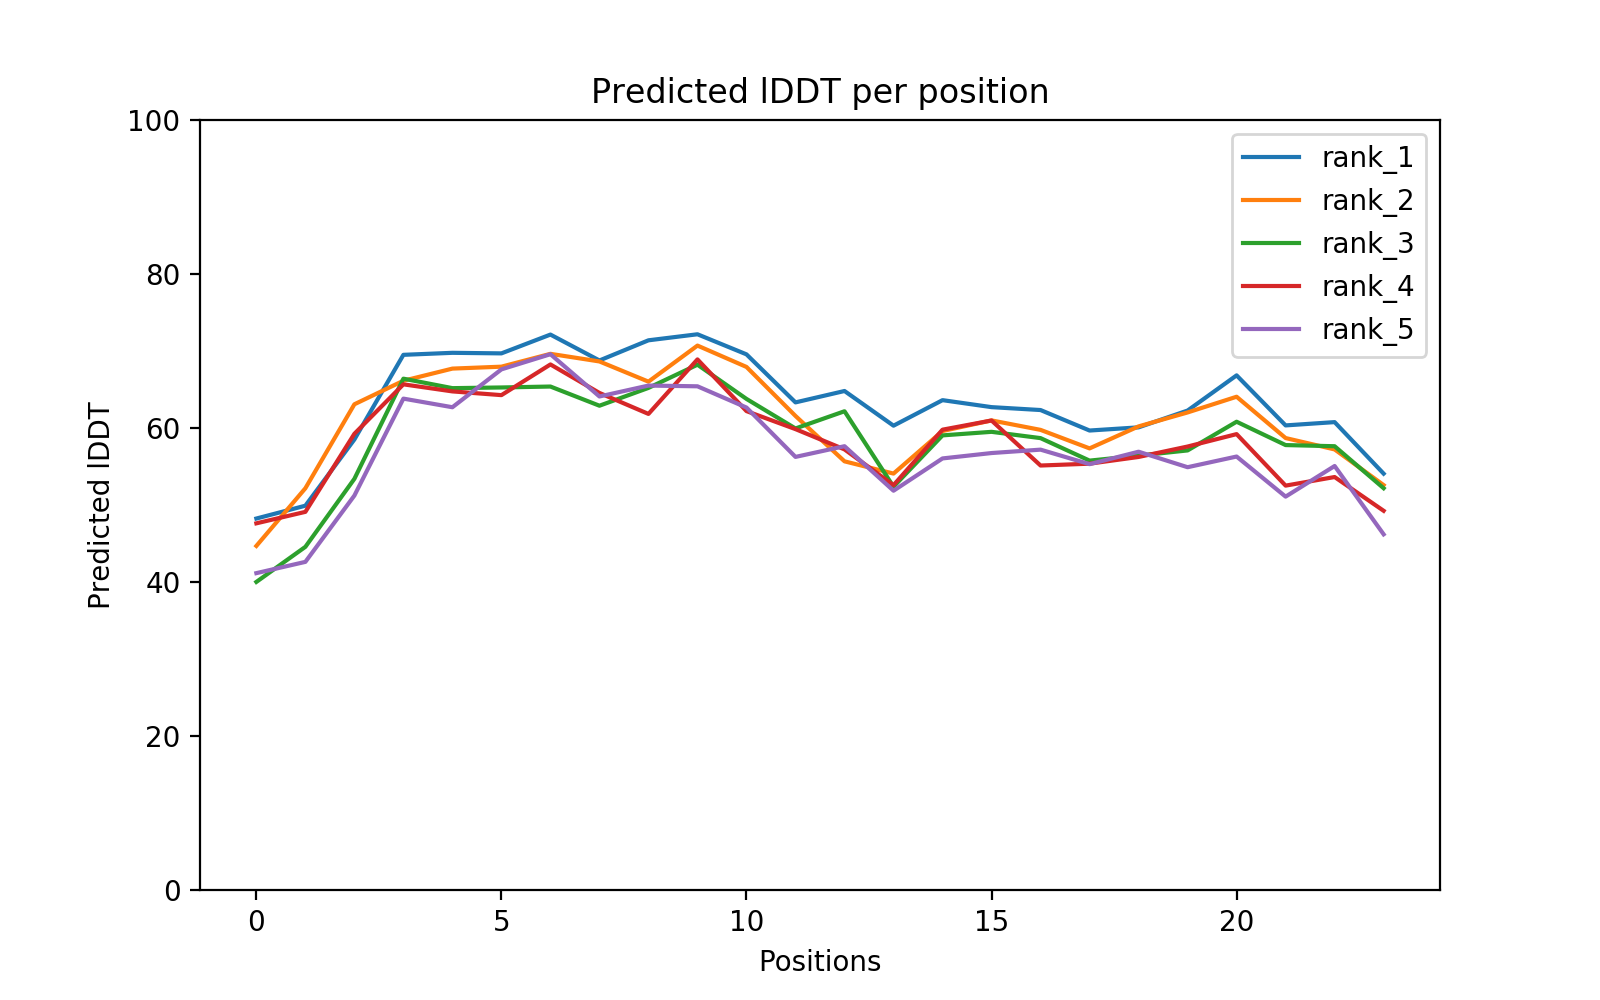 Predicted lDDT per position
100
80
60
40
20
0
Predicted lDDT
rank_1
rank_2
rank_3
rank_4
rank_5
0 5 10 15 20
Positions